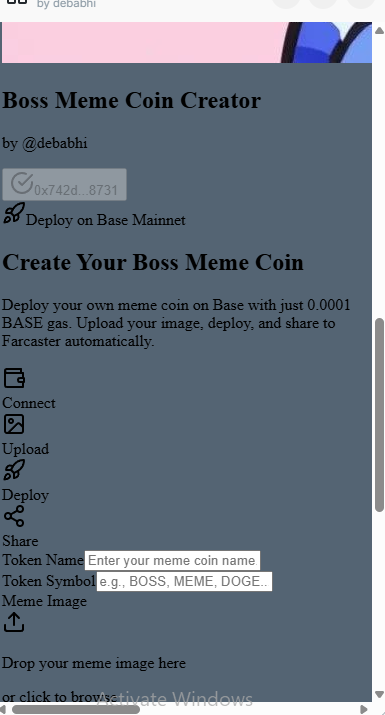 by debabhi
Boss Meme Coin Creator
by @debabhi
0x742d...8731
Deploy on Base Mainnet
Create Your Boss Meme Coin
Deploy your own meme coin on Base with just 0.0001
BASE gas. Upload your image, deploy, and share to
Farcaster automatically.
Connect
Upload
Deploy
Share
Token Name Enter your meme coin name
Token Symbol e.g., BOSS, MEME, DOGE..
Meme Image
Drop your meme image here
or click to browse
Activate Windows